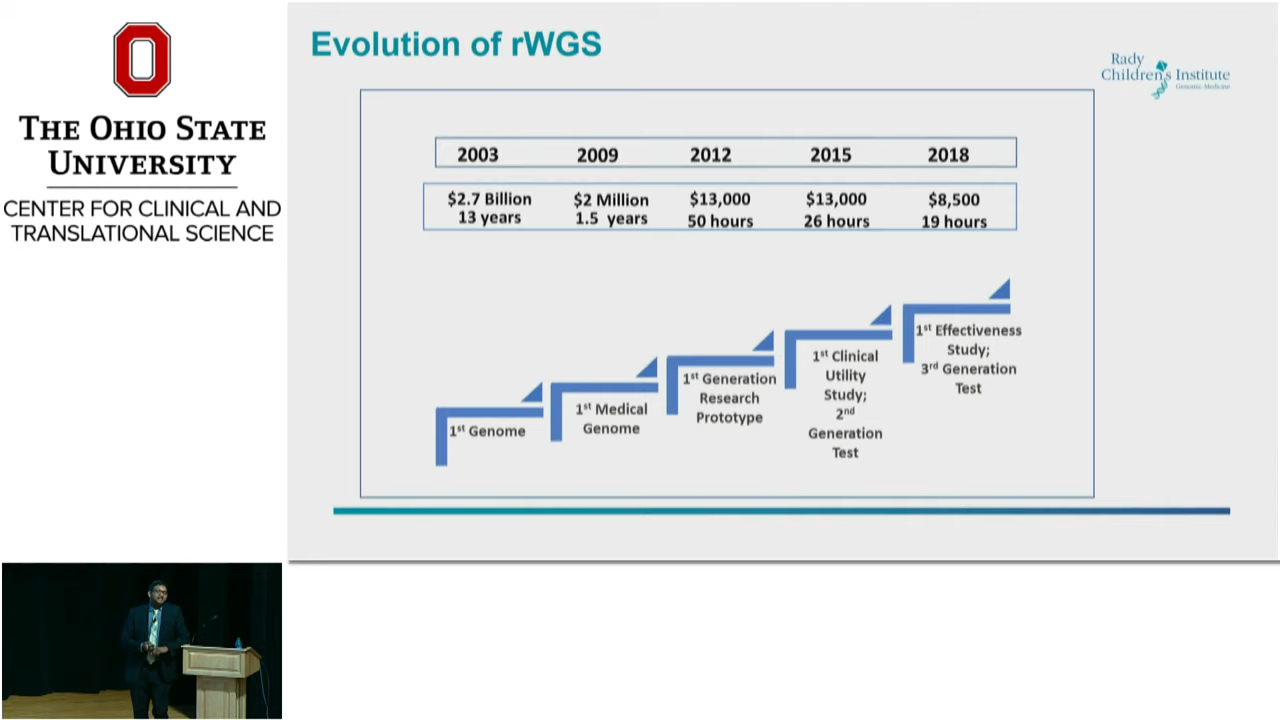 THE OHIO STATE
UNIVERSITY
CENTER FOR CLINICAL AND
TRANSLATIONAL SCIENCE
Evolution of rWGS
Rady
Children's Institute
Genomic Medicine
2003 2009 2012 2015 2018
$2.7 Billion $2 Million $13,000 $13,000 $8,500
13 years 1.5 years 50 hours 26 hours 19 hours
1st Genome
1st Medical
Genome
1st Generation
Research
Prototype
1st Clinical
Utility
Study;
2nd
Generation
Test
1st Effectiveness
Study;
3rd Generation
Test